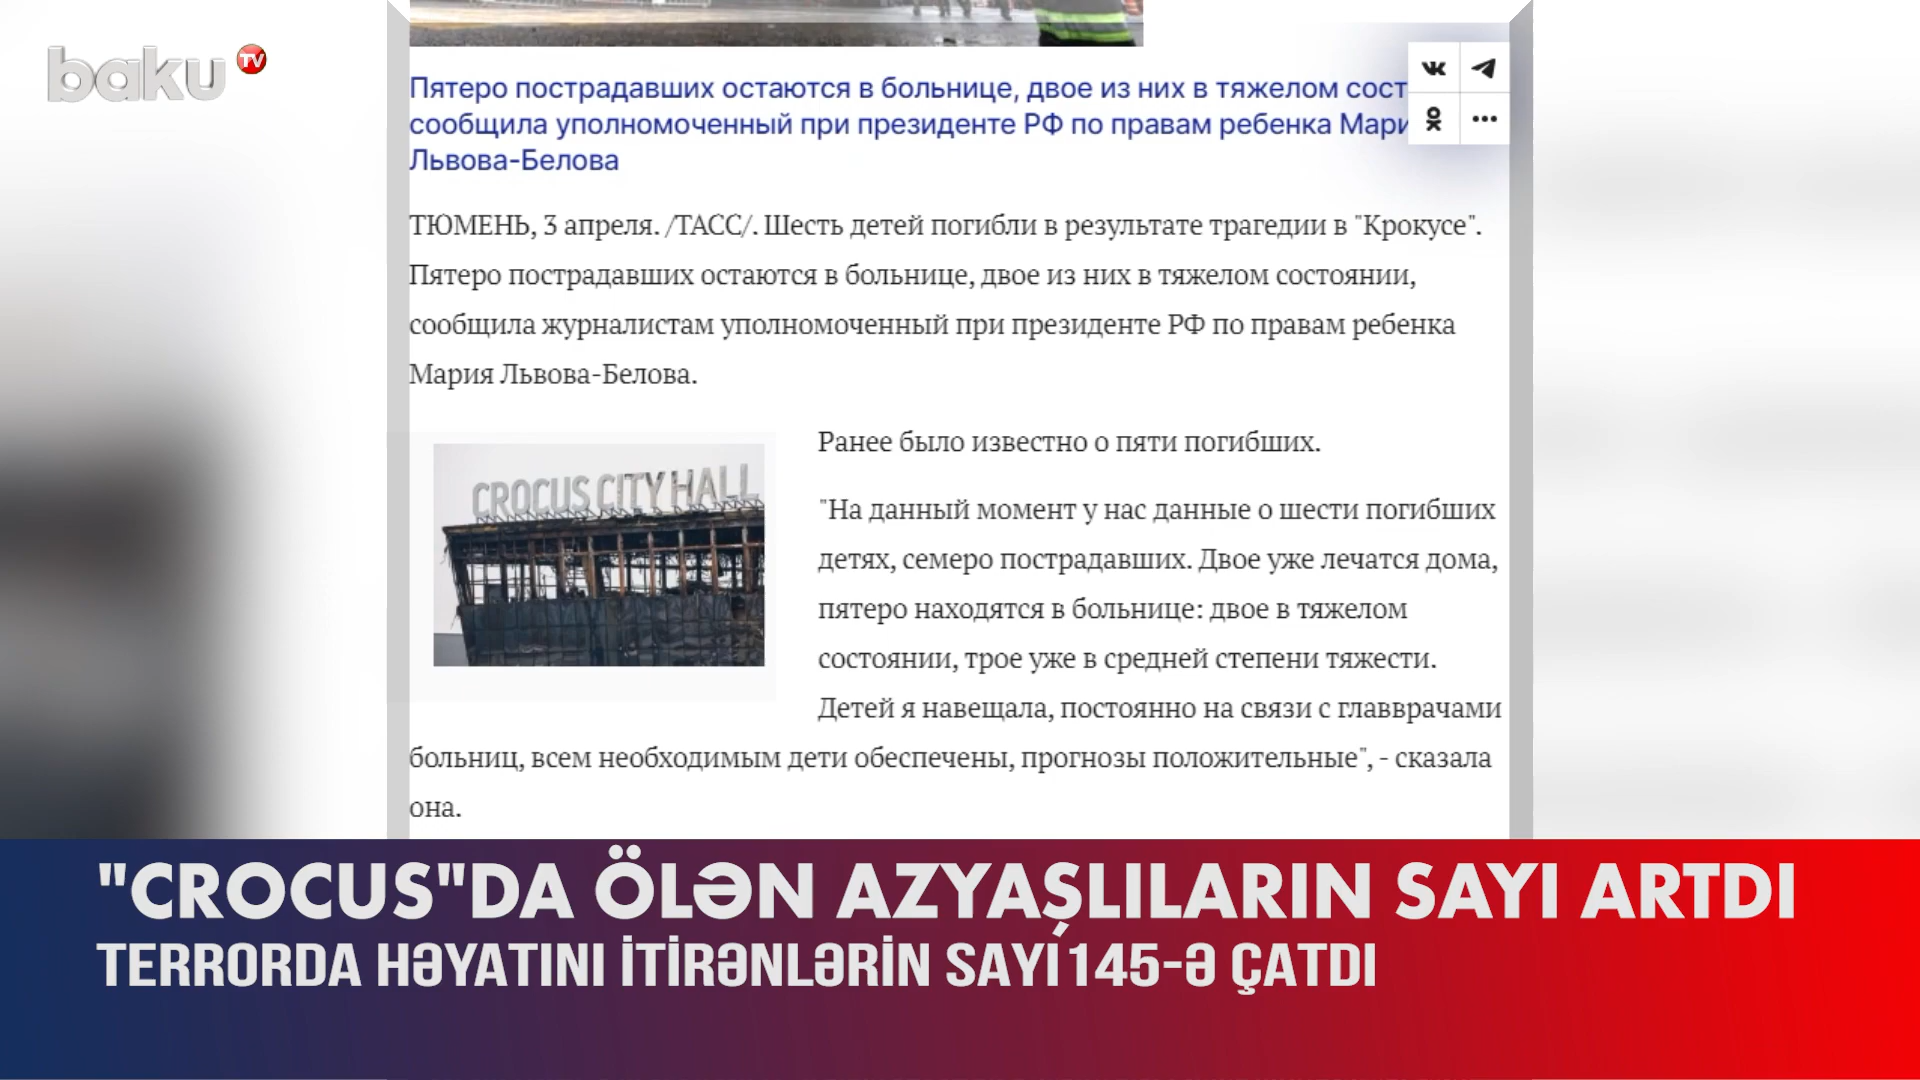 baku TV
Пятеро пострадавших остаются в больнице, двое из них в тяжелом сост
сообщила уполномоченный при президенте РФ по правам ребенка Мари
Львова-Белова
ТЮМЕНЬ, 3 апреля. /ТАСС/. Шесть детей погибли в результате трагедии в "Крокусе".
Пятеро пострадавших остаются в больнице, двое из них в тяжелом состоянии,
сообщила журналистам уполномоченный при президенте РФ по правам ребенка
Мария Львова-Белова.
CROCUS CITY HALL
Ранее было известно о пяти погибших.
"На данный момент у нас данные о шести погибших
детях, семеро пострадавших. Двое уже лечатся дома,
пятеро находятся в больнице: двое в тяжелом
состоянии, трое уже в средней степени тяжести.
Детей я навещала, постоянно на связи с главврачами
больниц, всем необходимым дети обеспечены, прогнозы положительные", - сказала
она.
"CROCUS"DA ÖLƏN AZYAŞLILARIN SAYI ARTDI
TERRORDA HƏYATINI İTİRƏNLƏRİN SAYI 145-Ə ÇATDI